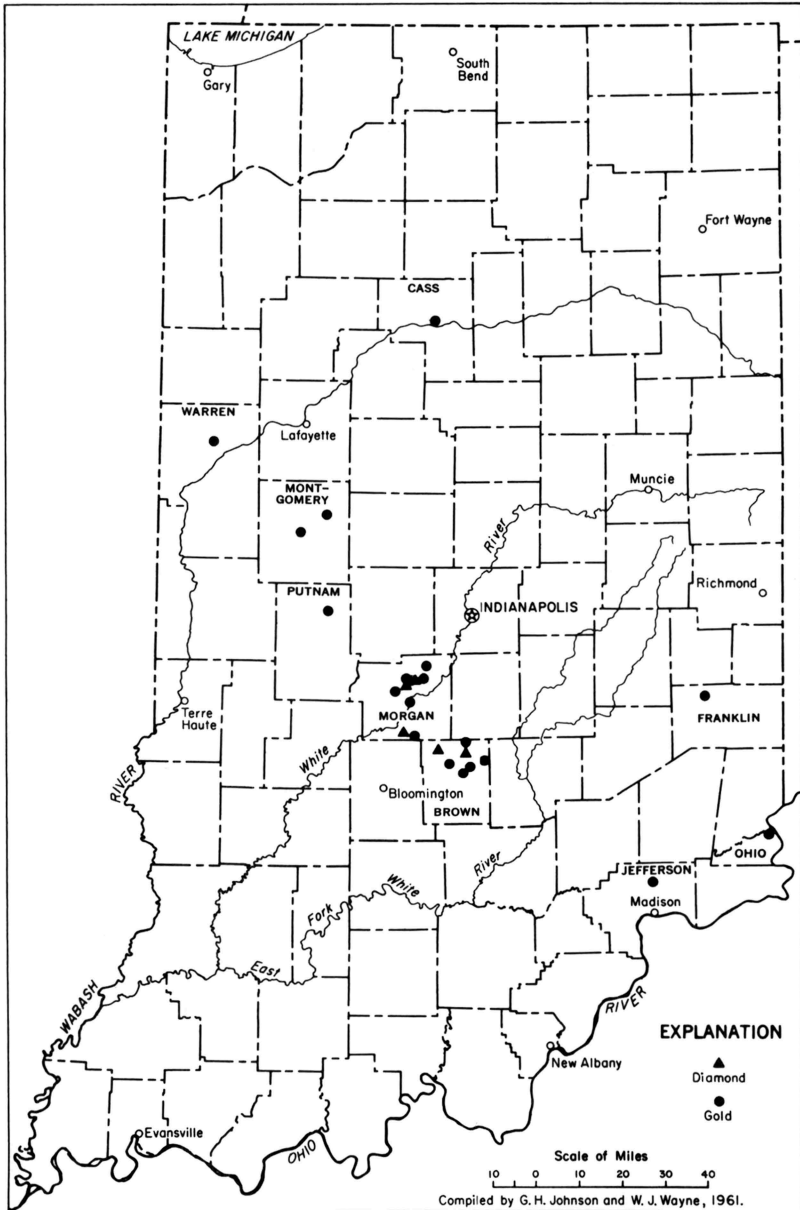 LAKE MICHIGAN
Gary
South
Bend
Fort Wayne
CASS
WARREN
Lafayette
MONT-
GOMERY
Muncie
River
PUTNAM
Richmond
INDIANAPOLIS
Terre
Haute
MORGAN
FRANKLIN
White
RIVER
Bloomington
BROWN
OHIO
River
JEFFERSON
White
Fork
Madison
East
WABASH
RIVER
EXPLANATION
New Albany
Diamond
Gold
Evansville
OHIO
Scale of Miles
10 0 10 20 30 40
Compiled by G. H. Johnson and W. J. Wayne, 1961.